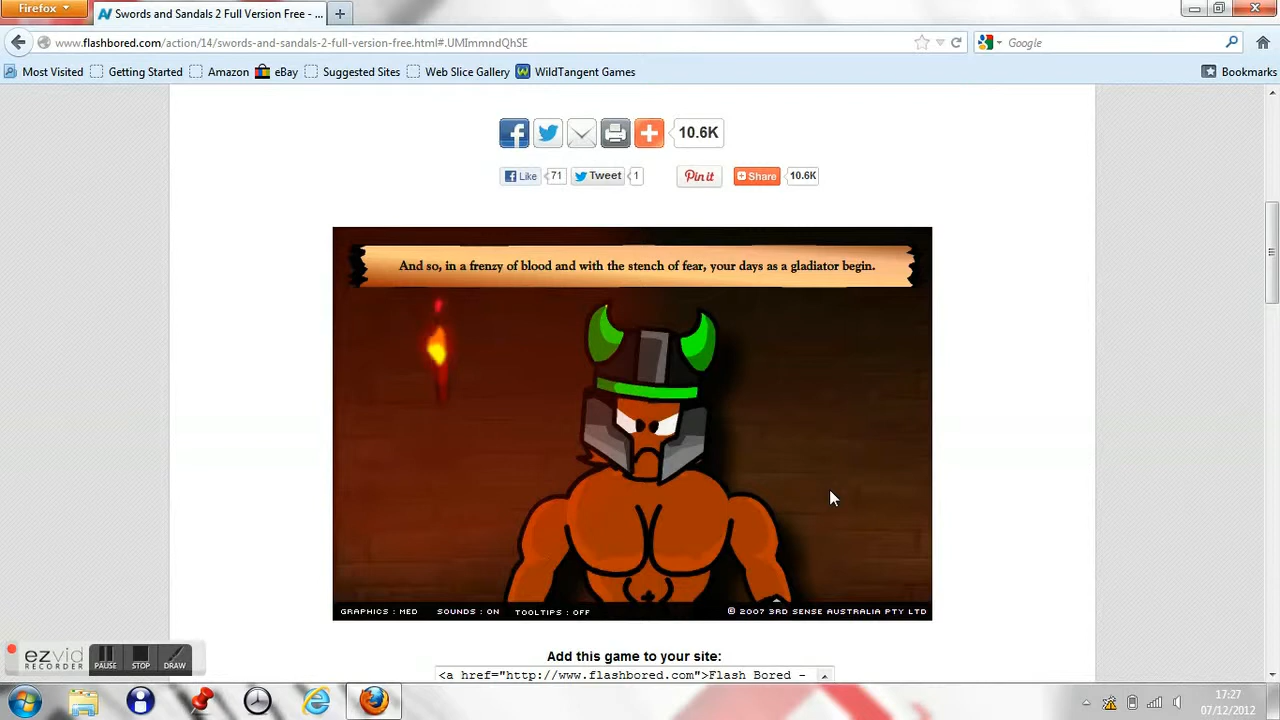 Firefox
Swords and Sandals 2 Full Version Free - ...
www.flashbored.com/action/14/swords-and-sandals-2-full-version-free.html#.UMImmndQhSE
Google
Most Visited Getting Started Amazon eBay Suggested Sites Web Slice Gallery WildTangent Games Bookmarks
10.6K
Like 71 Tweet 1 Pin it Share 10.6K
And so, in a frenzy of blood and with the stench of fear, your days as a gladiator begin.
GRAPHICS : MED SOUNDS : ON TOOLTIPS : OFF © 2007 3RD SENSE AUSTRALIA PTY LTD
Add this game to your site:
<a href="http://www.flashbored.com">Flash Bored -
ezvid
RECORDER
PAUSE STOP DRAW
17:27
07/12/2012